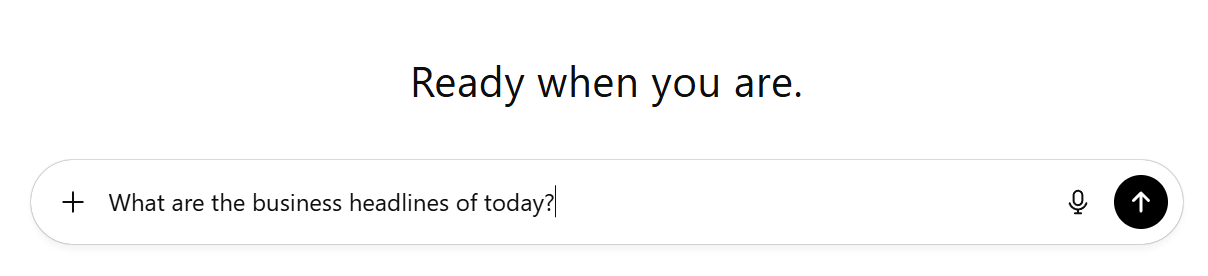 Ready when you are.
What are the business headlines of today?